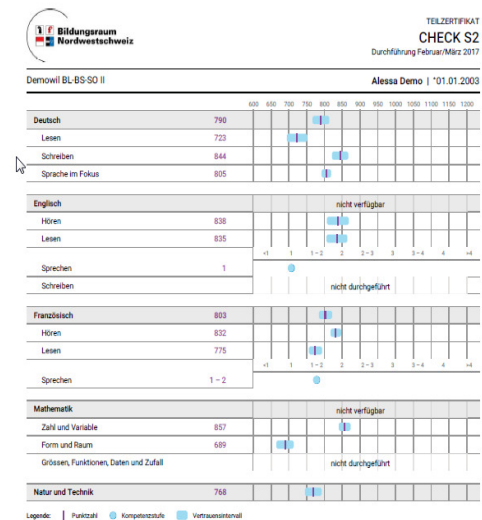 Bildungsraum
Nordwestschweiz
TEILZERTIFIKAT
CHECK S2
Durchführung Februar/März 2017
Demowil BL-BS-SO II
Alessa Demo | *01.01.2003
600 650 700 750 800 850 900 950 1000 1050 1100 1150 1200
Deutsch 790
Lesen 723
Schreiben 844
Sprache im Fokus 805
Englisch nicht verfügbar
Hören 838
Lesen 835
<1 1 1–2 2 2–3 3 3–4 4 >4
Sprechen 1
Schreiben nicht durchgeführt
Französisch 803
Hören 832
Lesen 775
<1 1 1–2 2 2–3 3 3–4 4 >4
Sprechen 1–2
Mathematik nicht verfügbar
Zahl und Variable 857
Form und Raum 689
Grössen, Funktionen, Daten und Zufall nicht durchgeführt
Natur und Technik 768
Legende: Punktzahl Kompetenzstufe Vertrauensintervall